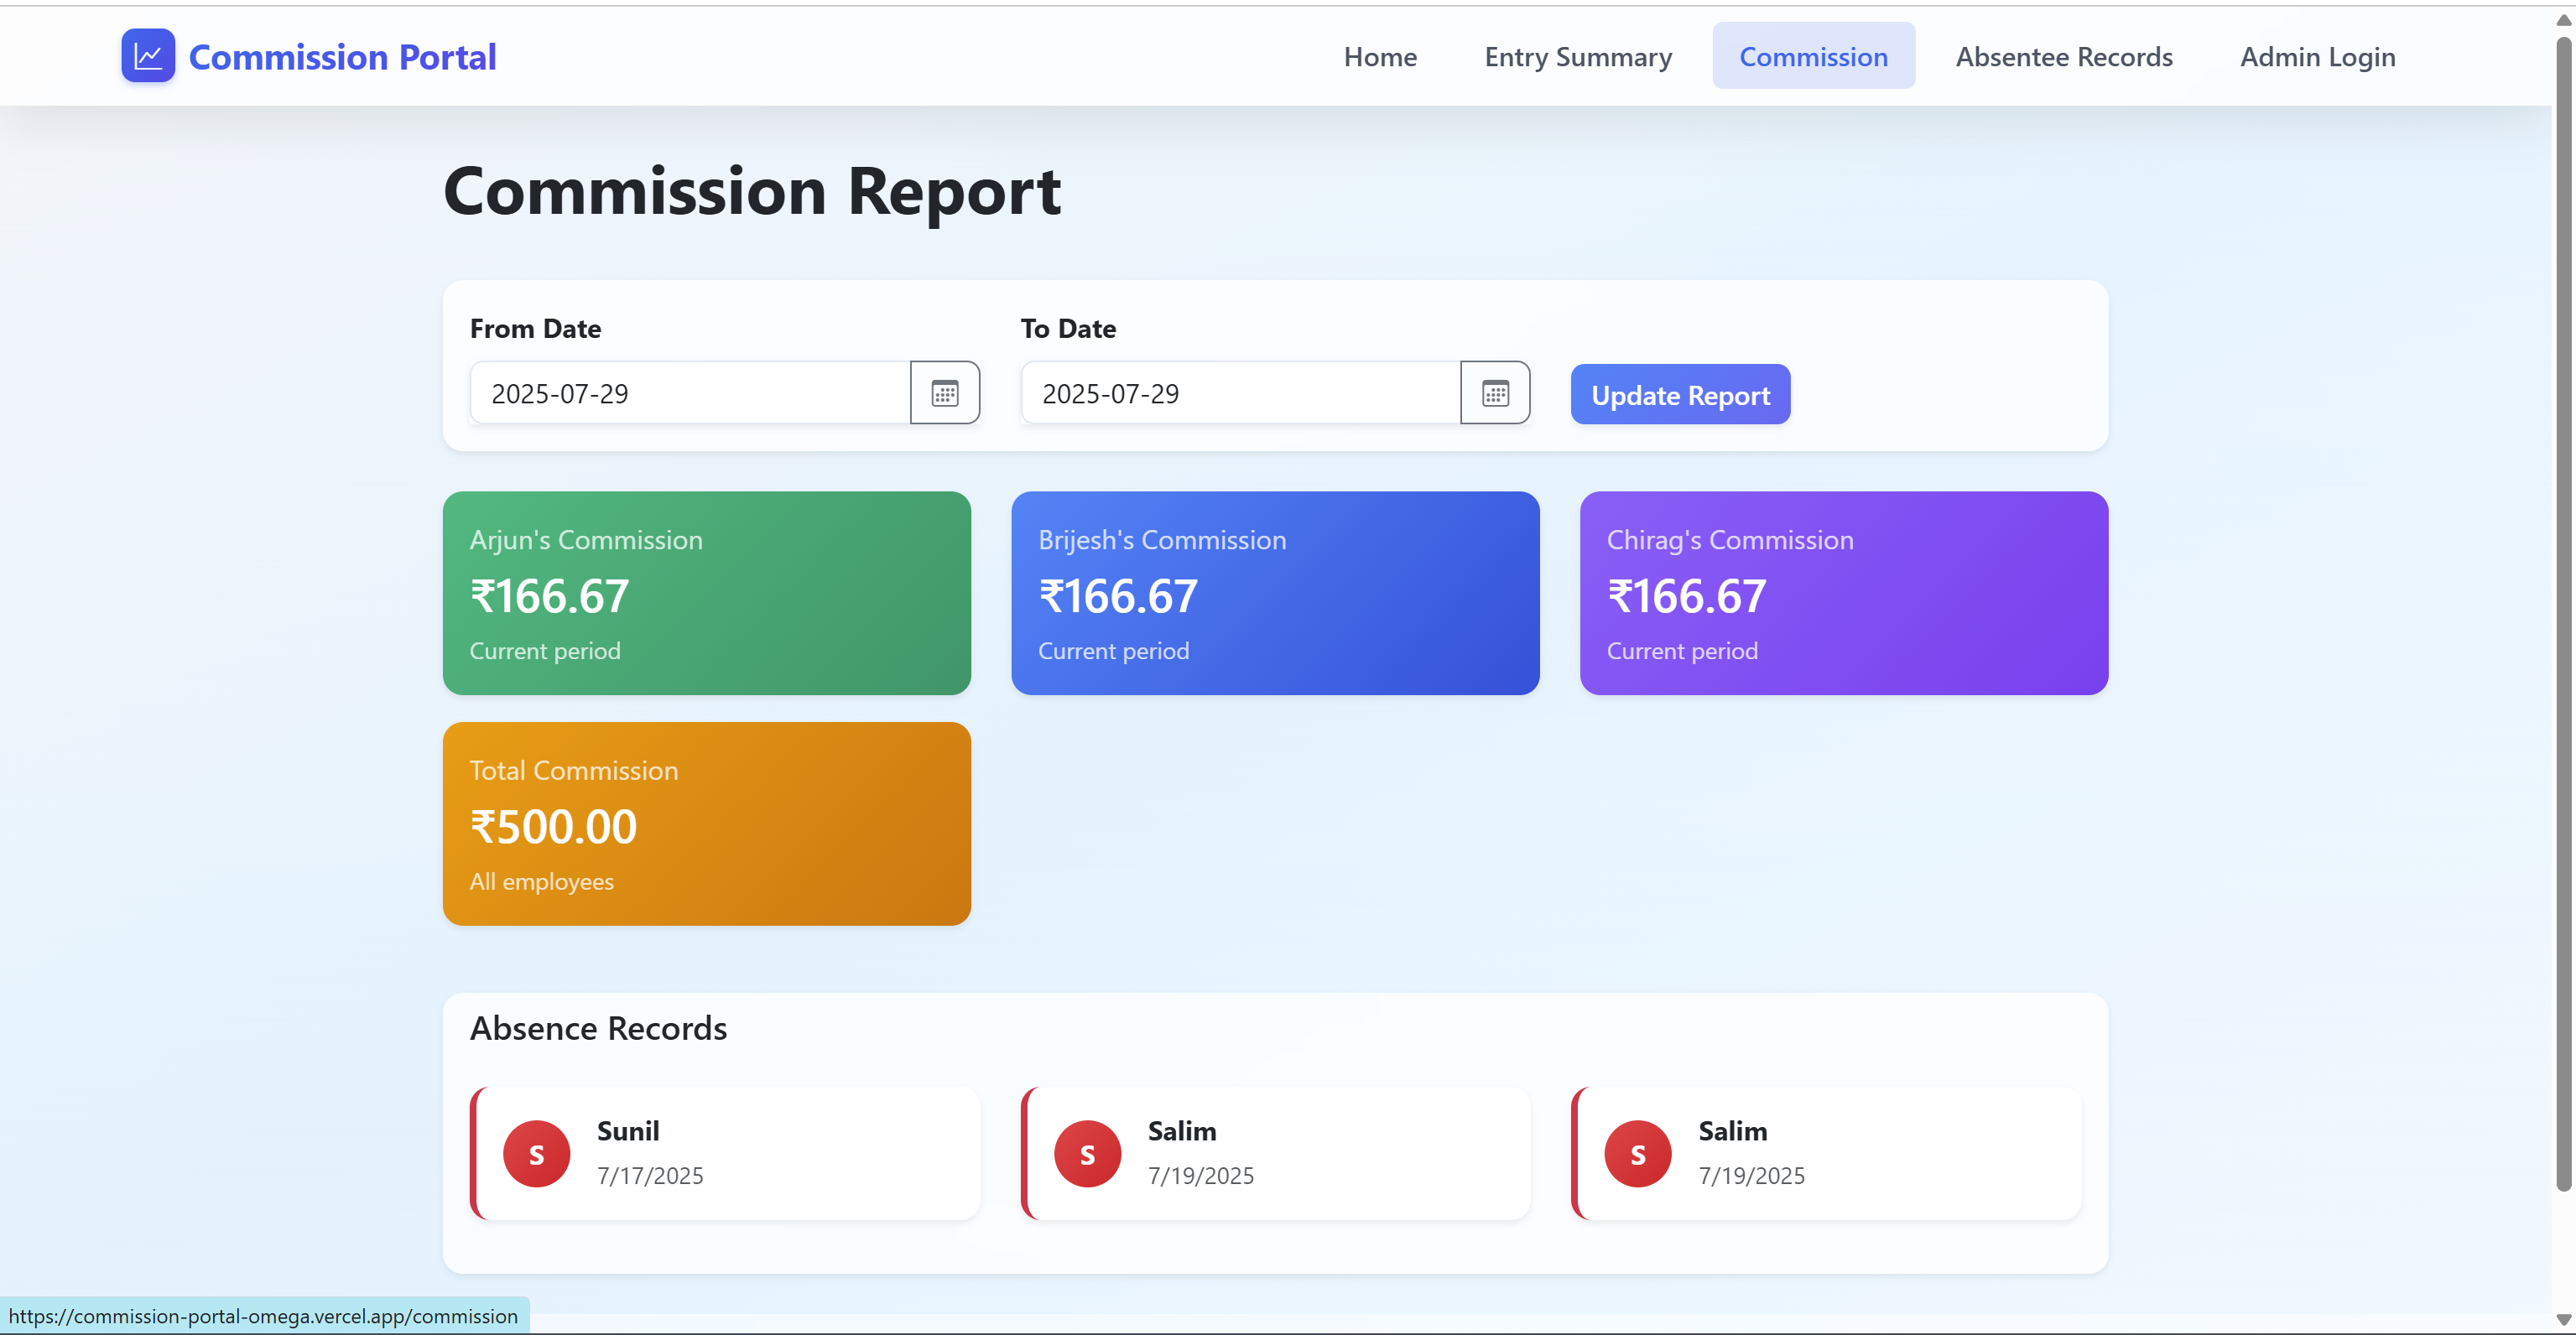 Commission Portal
Home
Entry Summary
Commission
Absentee Records
Admin Login
Commission Report
From Date
To Date
2025-07-29
2025-07-29
Update Report
Arjun's Commission
₹166.67
Current period
Brijesh's Commission
₹166.67
Current period
Chirag's Commission
₹166.67
Current period
Total Commission
₹500.00
All employees
Absence Records
S
Sunil
7/17/2025
S
Salim
7/19/2025
S
Salim
7/19/2025
https://commission-portal-omega.vercel.app/commission